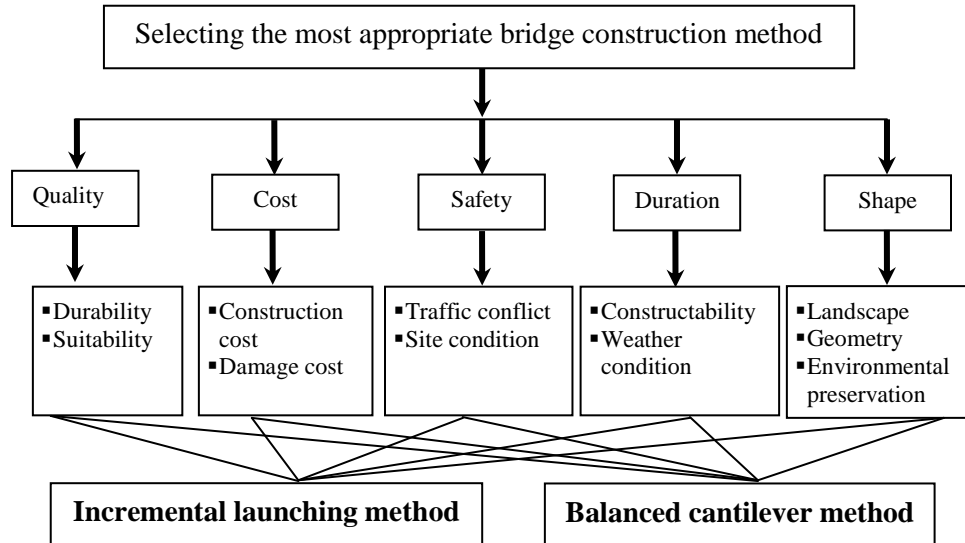 Selecting the most appropriate bridge construction method
Quality
Cost
Safety
Duration
Shape
▪Durability
▪Suitability
▪Construction
cost
▪Damage cost
▪Traffic conflict
▪Site condition
▪Constructability
▪Weather
condition
▪Landscape
▪Geometry
▪Environmental
preservation
Incremental launching method
Balanced cantilever method